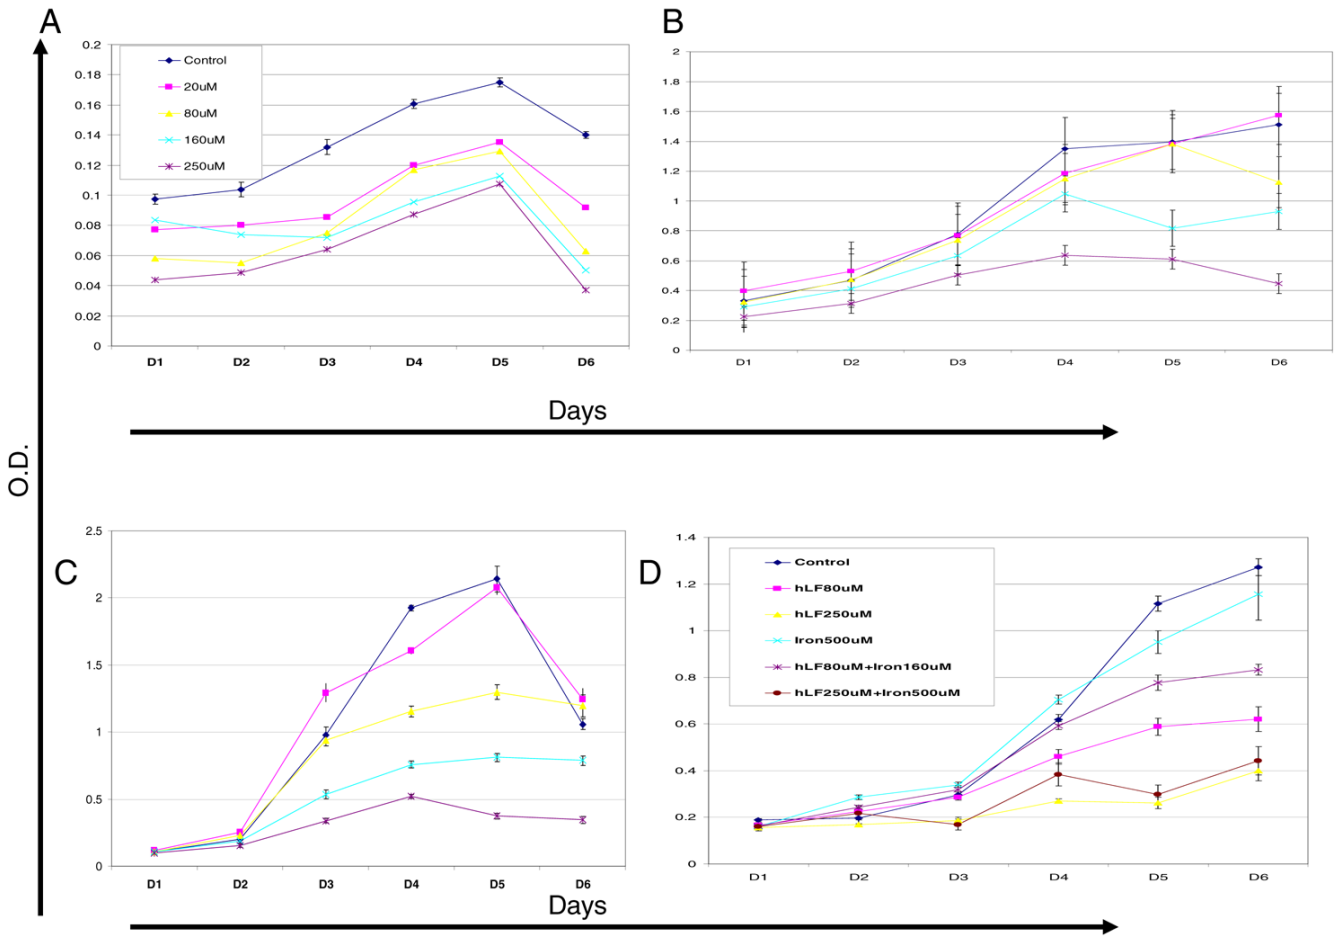 A
0.2
0.18
0.16
0.14
0.12
0.1
0.08
0.06
0.04
0.02
0
Control
20uM
80uM
160uM
250uM
D1 D2 D3 D4 D5 D6
B
2
1.8
1.6
1.4
1.2
1
0.8
0.6
0.4
0.2
0
D1 D2 D3 D4 D5 D6
Days
O.D.
C
2.5
2
1.5
1
0.5
0
D1 D2 D3 D4 D5 D6
D
1.4
1.2
1
0.8
0.6
0.4
0.2
0
Control
hLF80uM
hLF250uM
Iron500uM
hLF80uM+Iron160uM
hLF250uM+Iron500uM
D1 D2 D3 D4 D5 D6
Days